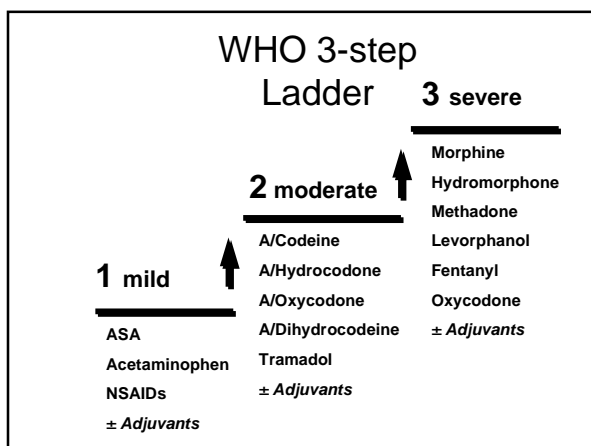 WHO 3-step
Ladder
1 mild
ASA
Acetaminophen
NSAIDs
± Adjuvants
2 moderate
A/Codeine
A/Hydrocodone
A/Oxycodone
A/Dihydrocodeine
Tramadol
± Adjuvants
3 severe
Morphine
Hydromorphone
Methadone
Levorphanol
Fentanyl
Oxycodone
± Adjuvants